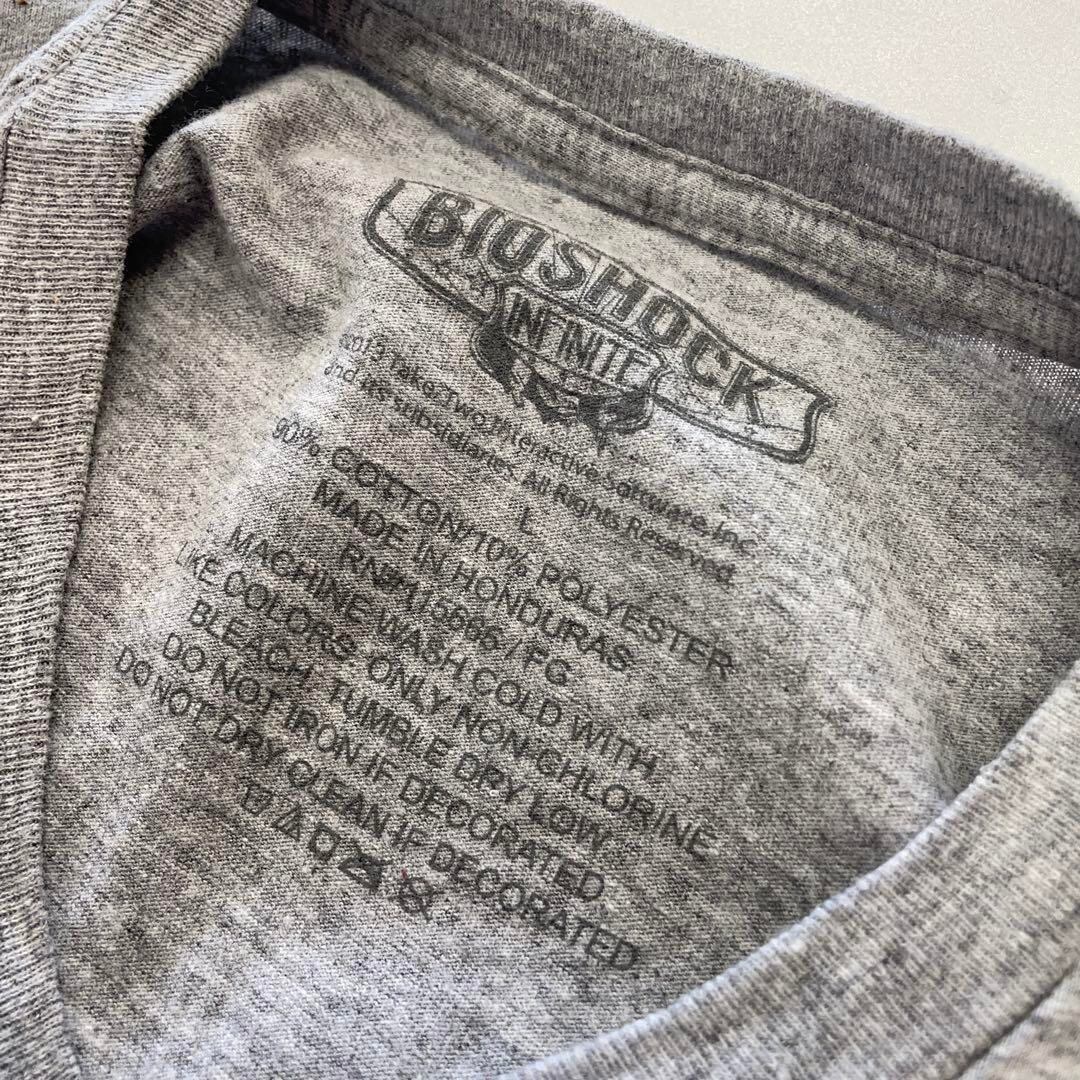 BIOSHOCK
INFINITE
2013 Take-Two Interactive Software, Inc.
and its subsidiaries. All Rights Reserved.
L
90% COTTON/10% POLYESTER
MADE IN HONDURAS
/ FG
MACHINE WASH COLD WITH
LIKE COLORS. ONLY NON-CHLORINE
BLEACH. TUMBLE DRY LOW.
DO NOT IRON IF DECORATED.
DO NOT DRY CLEAN IF DECORATED.